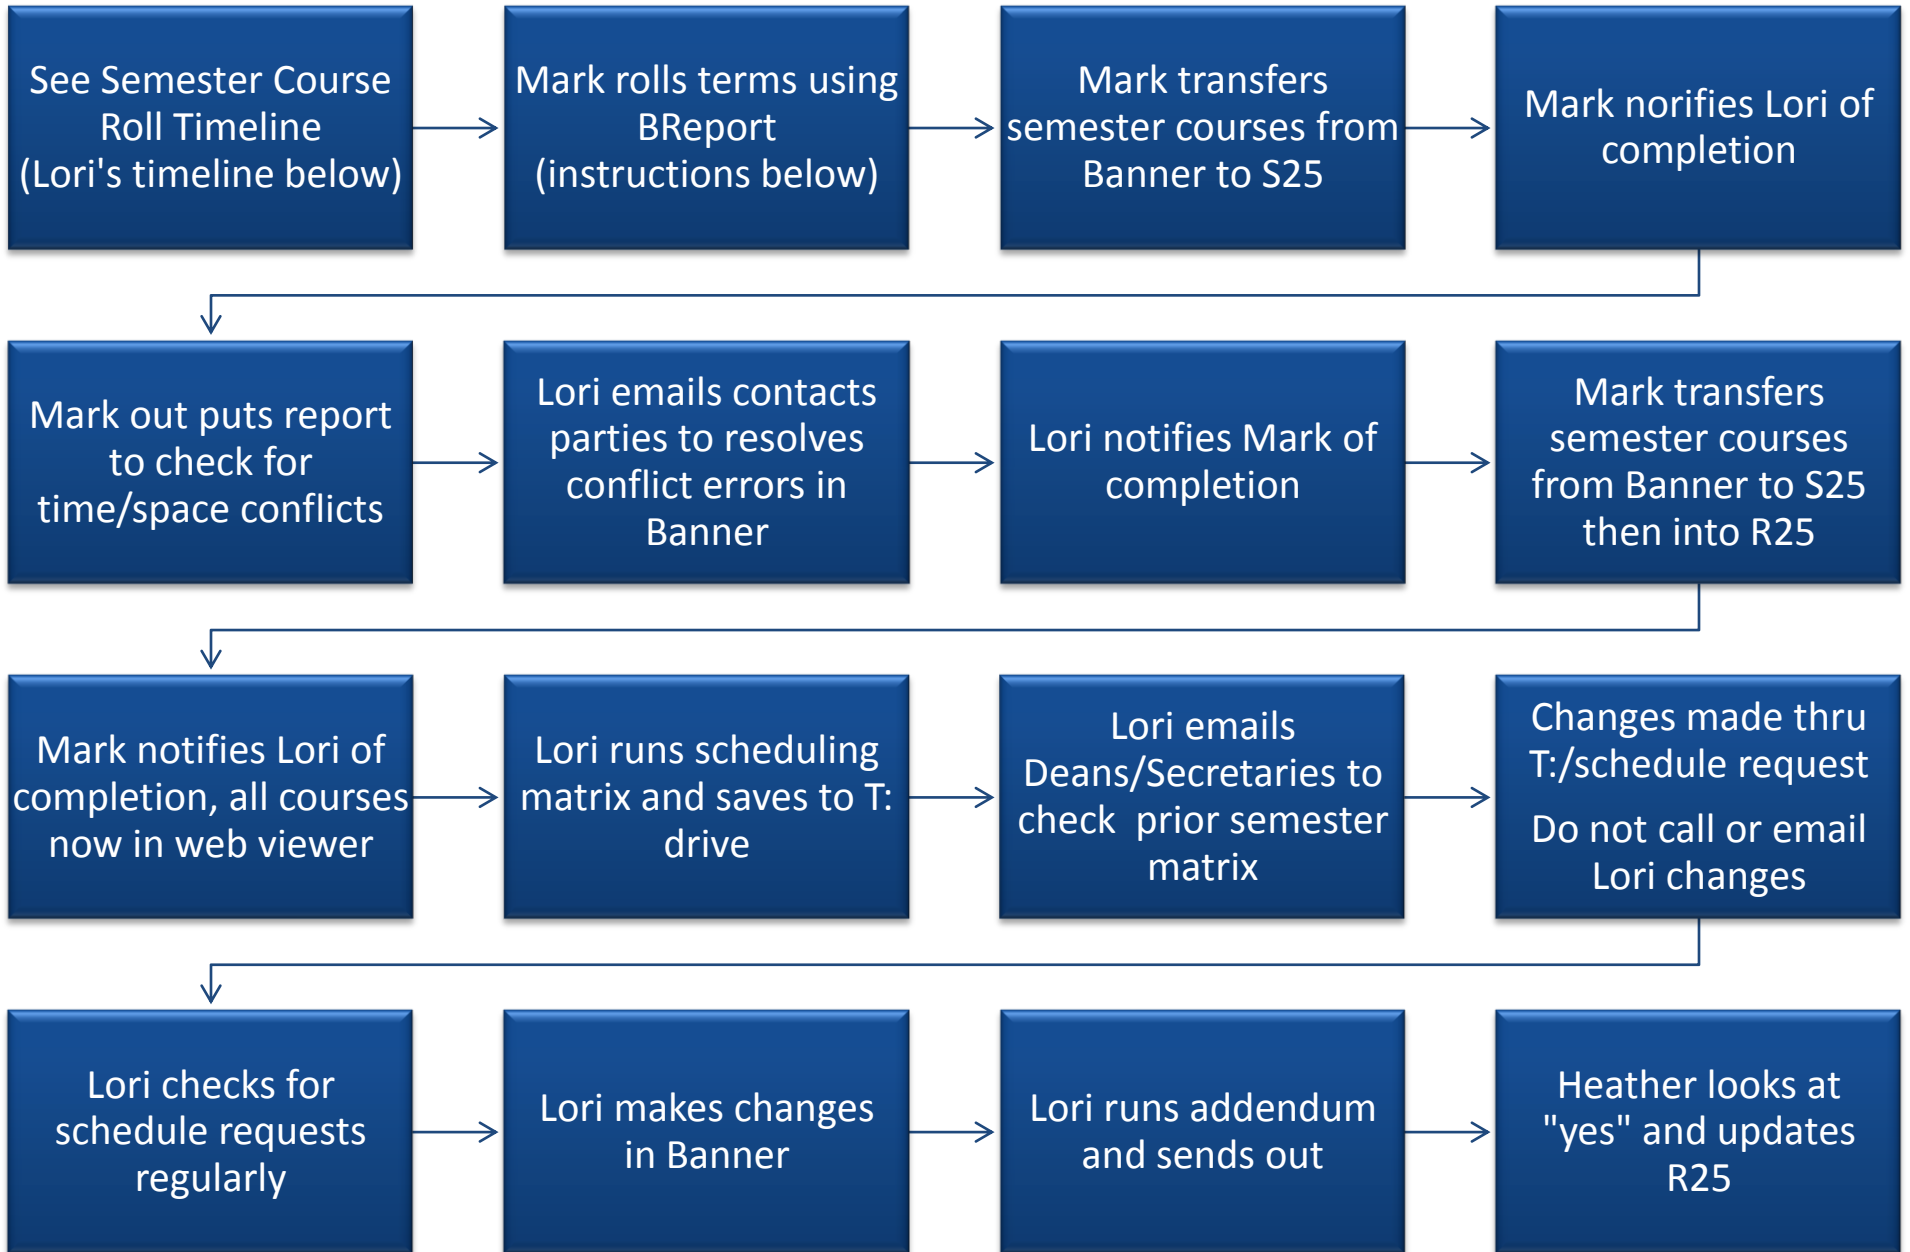 See Semester Course
Roll Timeline
(Lori's timeline below)
Mark rolls terms using
BReport
(instructions below)
Mark transfers
semester courses from
Banner to S25
Mark norifies Lori of
completion
Mark out puts report
to check for
time/space conflicts
Lori emails contacts
parties to resolves
conflict errors in
Banner
Lori notifies Mark of
completion
Mark transfers
semester courses
from Banner to S25
then into R25
Mark notifies Lori of
completion, all courses
now in web viewer
Lori runs scheduling
matrix and saves to T:
drive
Lori emails
Deans/Secretaries to
check prior semester
matrix
Changes made thru
T:/schedule request
Do not call or email
Lori changes
Lori checks for
schedule requests
regularly
Lori makes changes
in Banner
Lori runs addendum
and sends out
Heather looks at
"yes" and updates
R25